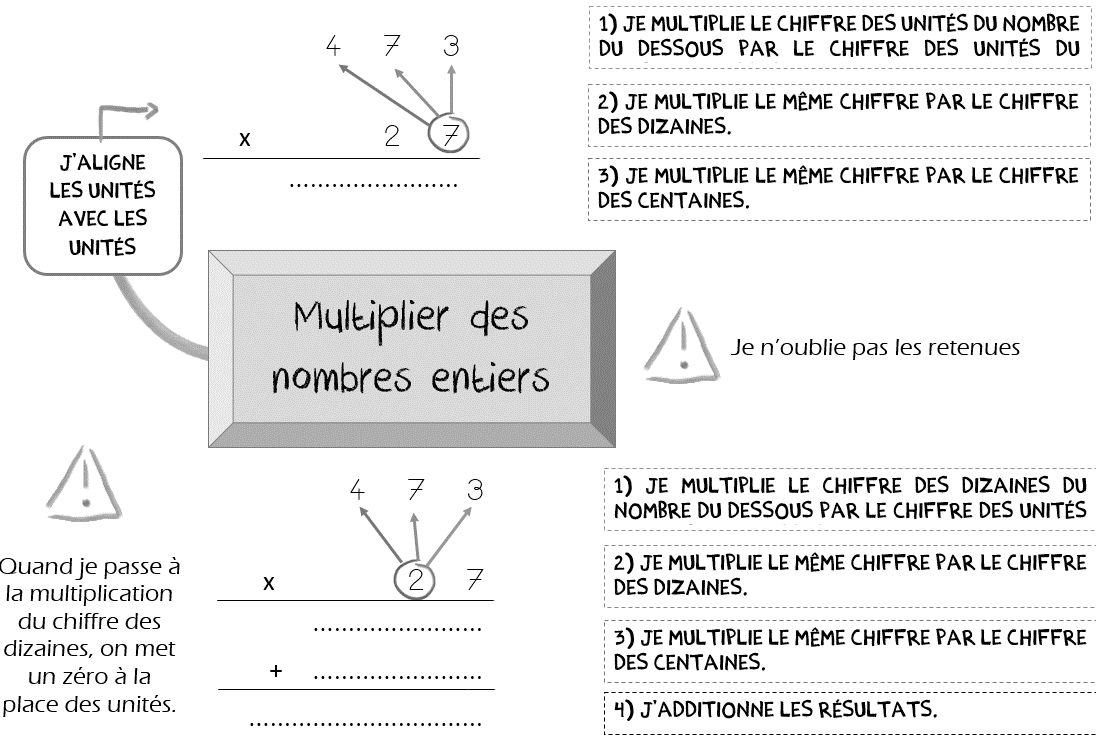 4 7 3
x 2 7
........................
J'ALIGNE
LES UNITÉS
AVEC LES
UNITÉS
1) JE MULTIPLIE LE CHIFFRE DES UNITÉS DU NOMBRE
DU DESSOUS PAR LE CHIFFRE DES UNITÉS DU
2) JE MULTIPLIE LE MÊME CHIFFRE PAR LE CHIFFRE
DES DIZAINES.
3) JE MULTIPLIE LE MÊME CHIFFRE PAR LE CHIFFRE
DES CENTAINES.
Multiplier des
nombres entiers
Je n'oublie pas les retenues
Quand je passe à
la multiplication
du chiffre des
dizaines, on met
un zéro à la
place des unités.
4 7 3
x 2 7
........................
+ ........................
.................................
1) JE MULTIPLIE LE CHIFFRE DES DIZAINES DU
NOMBRE DU DESSOUS PAR LE CHIFFRE DES UNITÉS
2) JE MULTIPLIE LE MÊME CHIFFRE PAR LE CHIFFRE
DES DIZAINES.
3) JE MULTIPLIE LE MÊME CHIFFRE PAR LE CHIFFRE
DES CENTAINES.
4) J'ADDITIONNE LES RÉSULTATS.